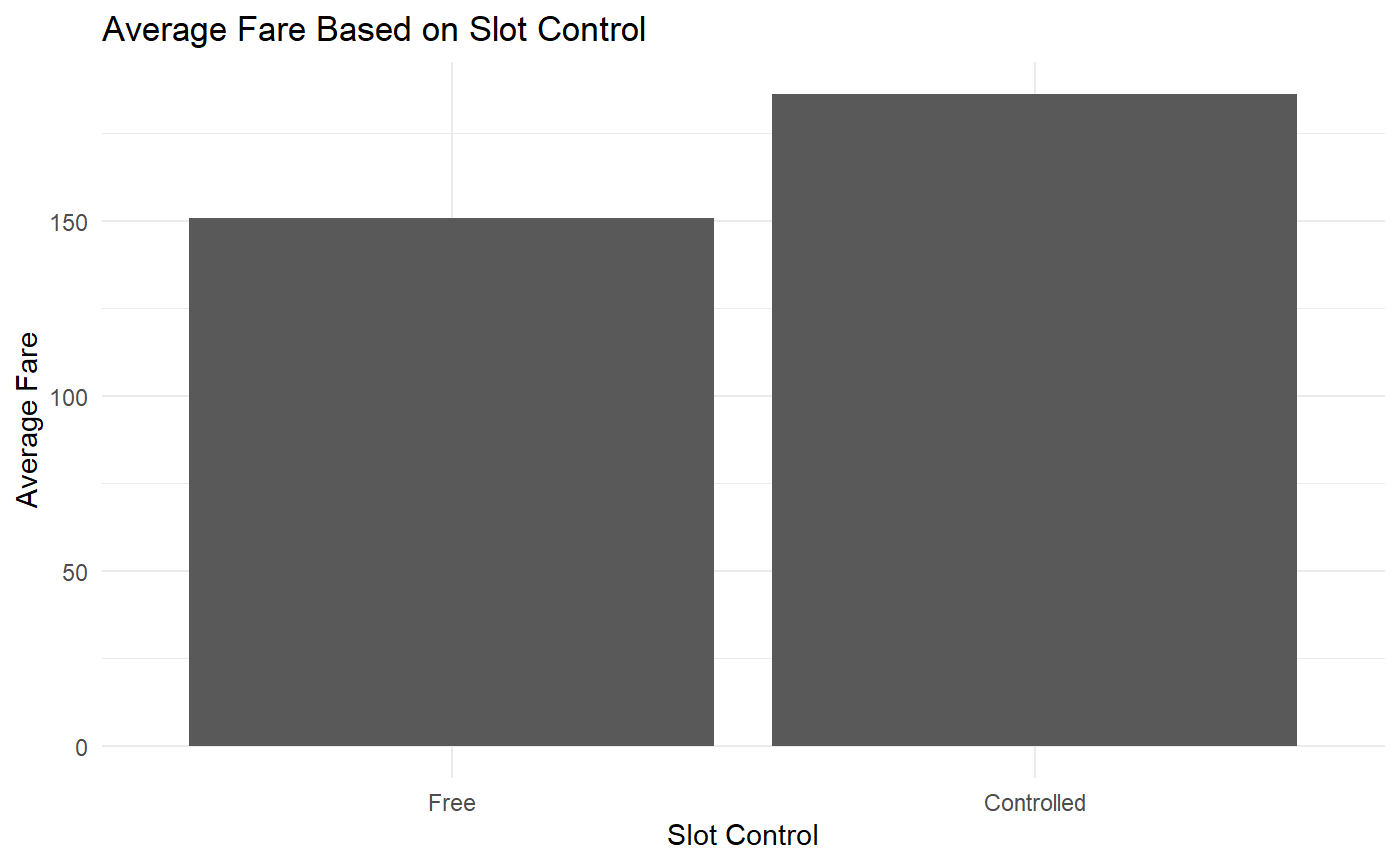 Average Fare Based on Slot Control
Average Fare
150
100
50
0
Free
Controlled
Slot Control